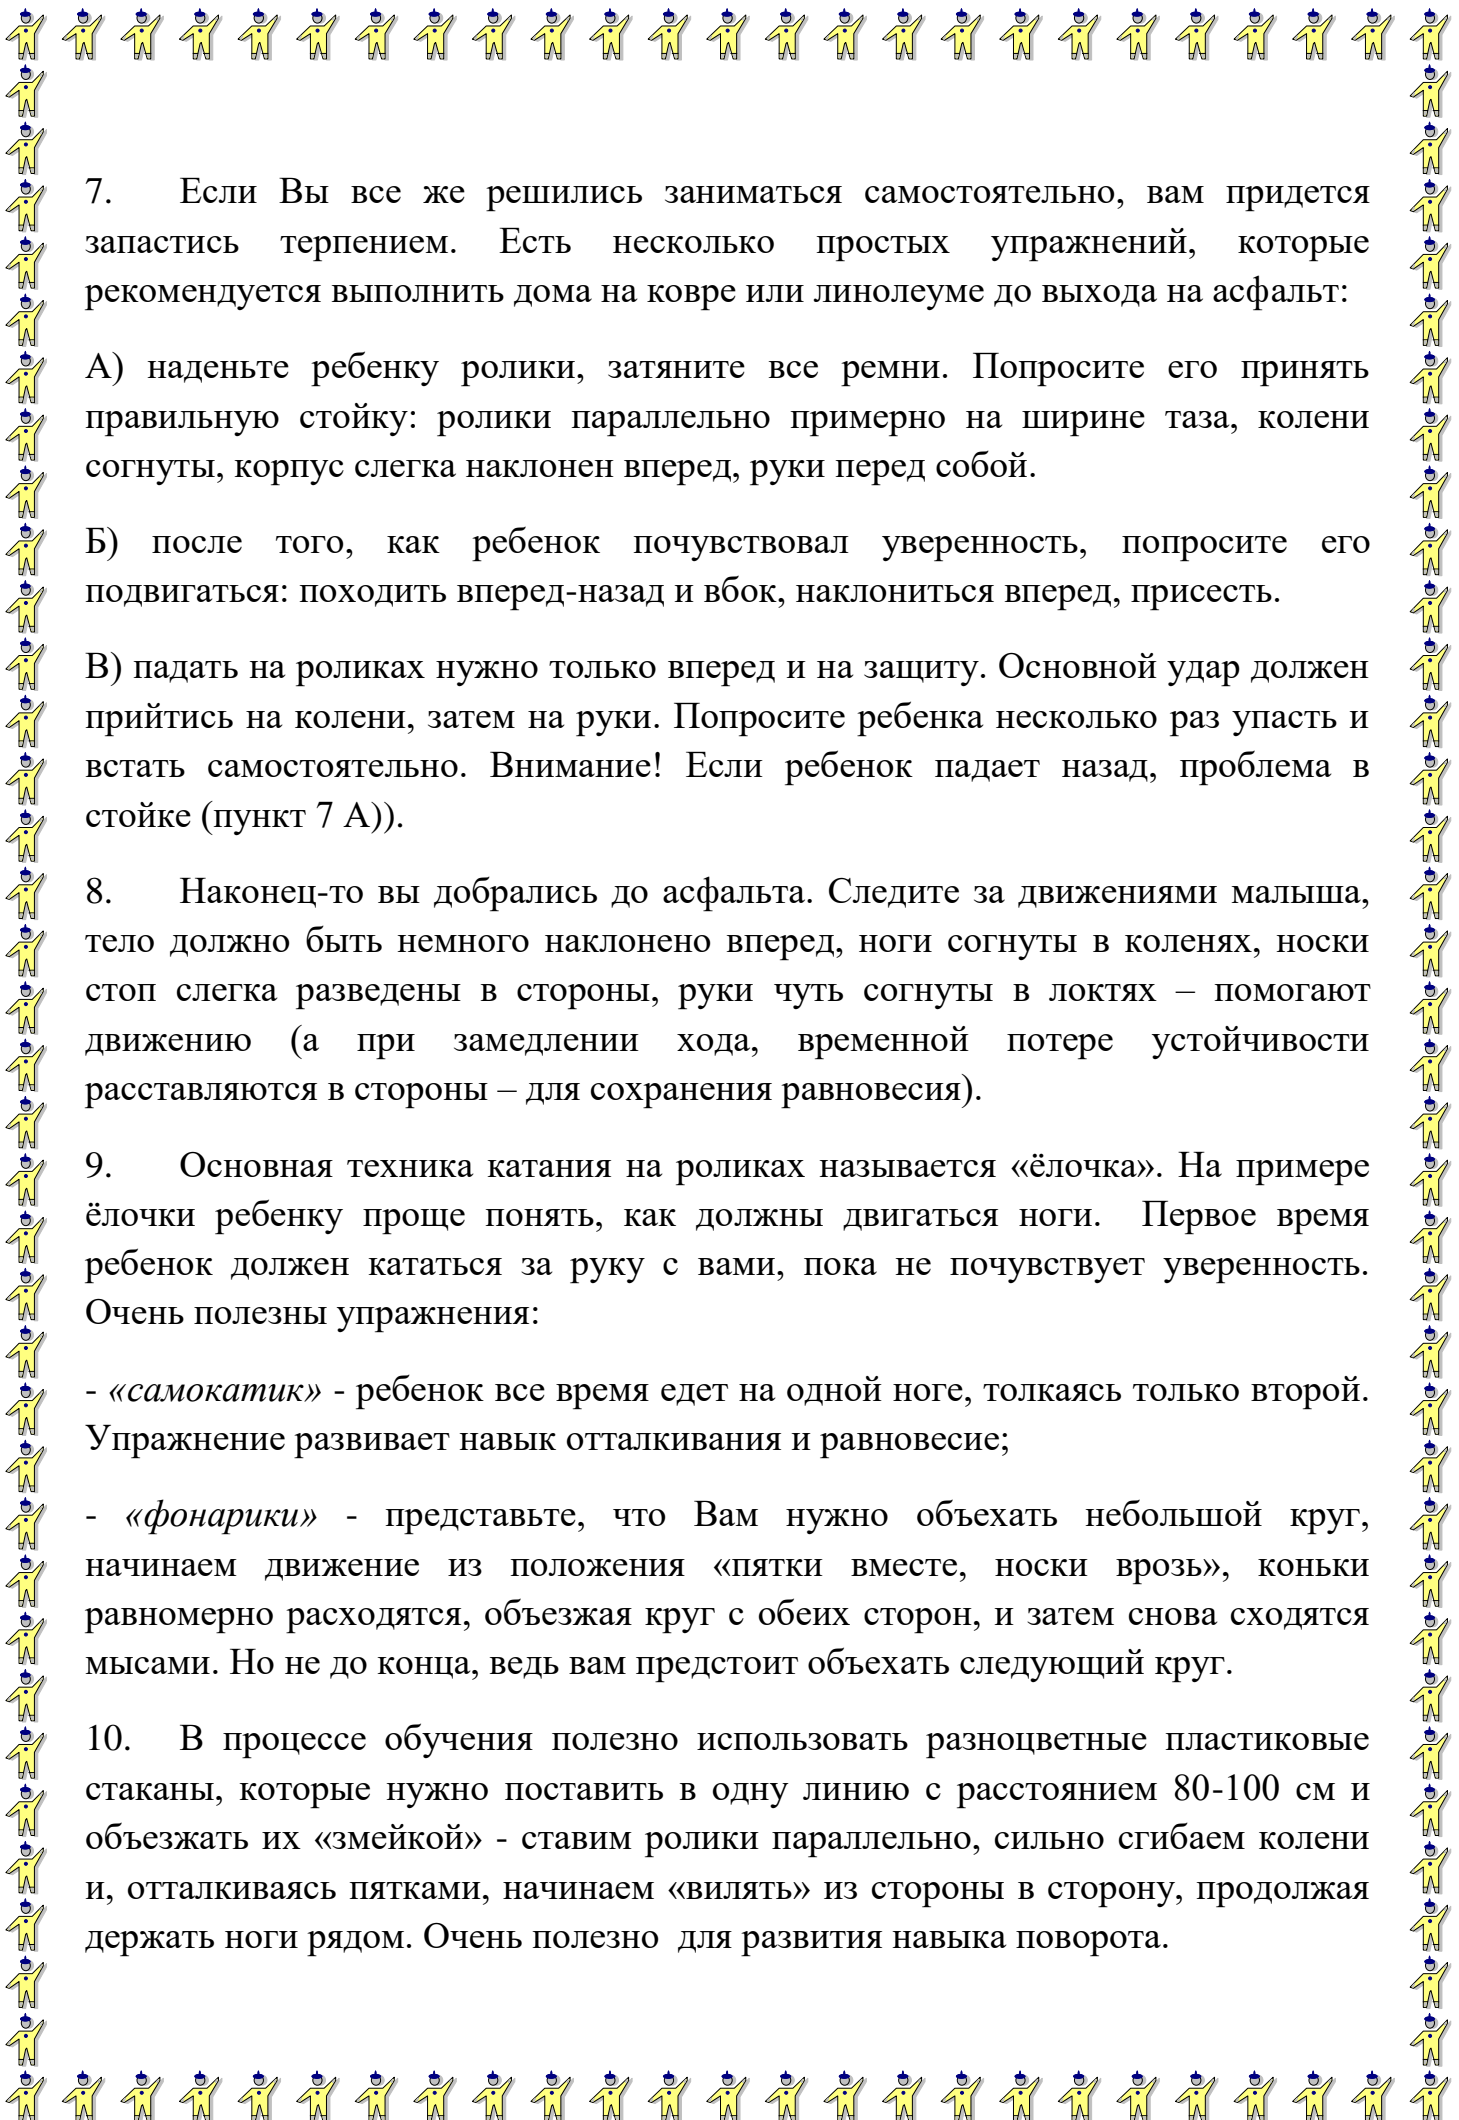 7. Если Вы все же решились заниматься самостоятельно, вам придется
запастись терпением. Есть несколько простых упражнений, которые
рекомендуется выполнить дома на ковре или линолеуме до выхода на асфальт:
А) наденьте ребенку ролики, затяните все ремни. Попросите его принять
правильную стойку: ролики параллельно примерно на ширине таза, колени
согнуты, корпус слегка наклонен вперед, руки перед собой.
Б) после того, как ребенок почувствовал уверенность, попросите его
подвигаться: походить вперед-назад и вбок, наклониться вперед, присесть.
В) падать на роликах нужно только вперед и на защиту. Основной удар должен
прийтись на колени, затем на руки. Попросите ребенка несколько раз упасть и
встать самостоятельно. Внимание! Если ребенок падает назад, проблема в
стойке (пункт 7 А)).
8. Наконец-то вы добрались до асфальта. Следите за движениями малыша,
тело должно быть немного наклонено вперед, ноги согнуты в коленях, носки
стоп слегка разведены в стороны, руки чуть согнуты в локтях – помогают
движению (а при замедлении хода, временной потере устойчивости
расставляются в стороны – для сохранения равновесия).
9. Основная техника катания на роликах называется «ёлочка». На примере
ёлочки ребенку проще понять, как должны двигаться ноги. Первое время
ребенок должен кататься за руку с вами, пока не почувствует уверенность.
Очень полезны упражнения:
- «самокатик» - ребенок все время едет на одной ноге, толкаясь только второй.
Упражнение развивает навык отталкивания и равновесие;
- «фонарики» - представьте, что Вам нужно объехать небольшой круг,
начинаем движение из положения «пятки вместе, носки врозь», коньки
равномерно расходятся, объезжая круг с обеих сторон, и затем снова сходятся
мысами. Но не до конца, ведь вам предстоит объехать следующий круг.
10. В процессе обучения полезно использовать разноцветные пластиковые
стаканы, которые нужно поставить в одну линию с расстоянием 80-100 см и
объезжать их «змейкой» - ставим ролики параллельно, сильно сгибаем колени
и, отталкиваясь пятками, начинаем «вилять» из стороны в сторону, продолжая
держать ноги рядом. Очень полезно для развития навыка поворота.